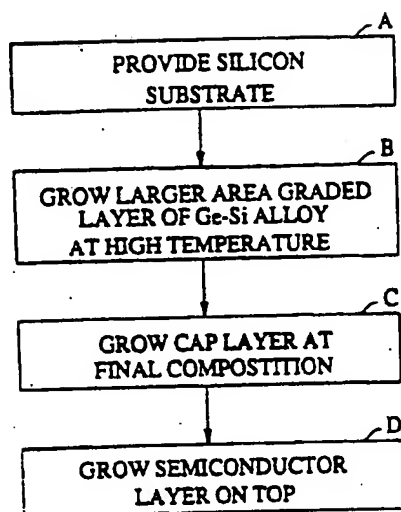 A
PROVIDE SILICON
SUBSTRATE
B
GROW LARGER AREA GRADED
LAYER OF Ge-Si ALLOY
AT HIGH TEMPERATURE
C
GROW CAP LAYER AT
FINAL COMPOSTITION
D
GROW SEMICONDUCTOR
LAYER ON TOP